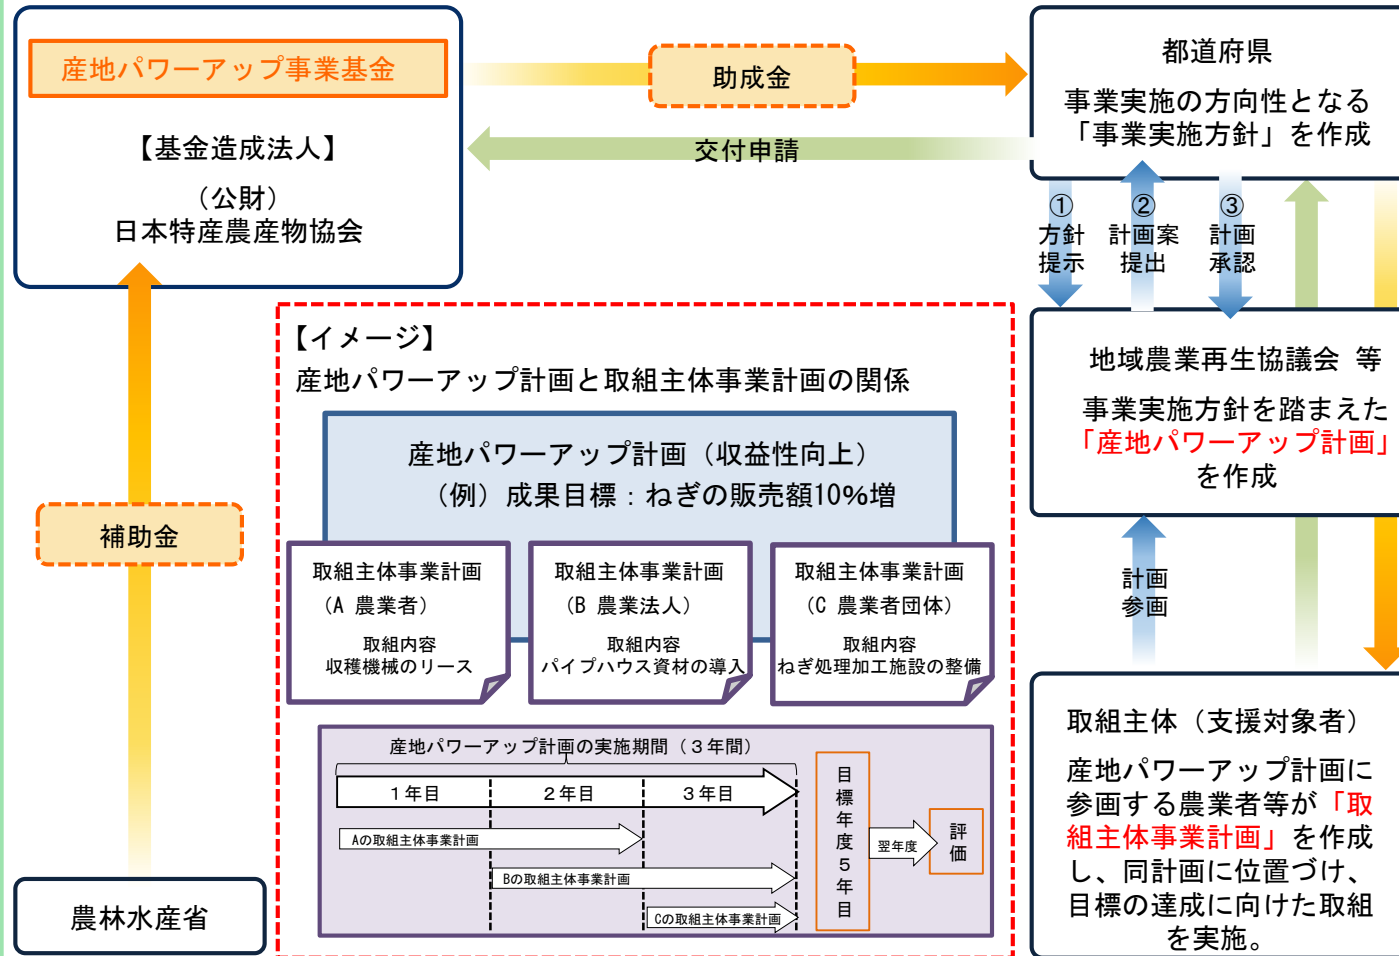 産地パワーアップ事業基金
【基金造成法人】
（公財）
日本特産農産物協会
助成金
交付申請
都道府県
事業実施の方向性となる
「事業実施方針」を作成
①
方針
提示
②
計画案
提出
③
計画
承認
地域農業再生協議会 等
事業実施方針を踏まえた
「産地パワーアップ計画」
を作成
計画
参画
取組主体（支援対象者）
産地パワーアップ計画に
参画する農業者等が「取
組主体事業計画」を作成
し、同計画に位置づけ、
目標の達成に向けた取組
を実施。
補助金
農林水産省
【イメージ】
産地パワーアップ計画と取組主体事業計画の関係
産地パワーアップ計画（収益性向上）
（例）成果目標：ねぎの販売額10%増
取組主体事業計画
（A 農業者）
取組内容
収穫機械のリース
取組主体事業計画
（B 農業法人）
取組内容
パイプハウス資材の導入
取組主体事業計画
（C 農業者団体）
取組内容
ねぎ処理加工施設の整備
産地パワーアップ計画の実施期間（３年間）
１年目
２年目
３年目
Aの取組主体事業計画
Bの取組主体事業計画
Cの取組主体事業計画
目標年度５年目
翌年度
評価